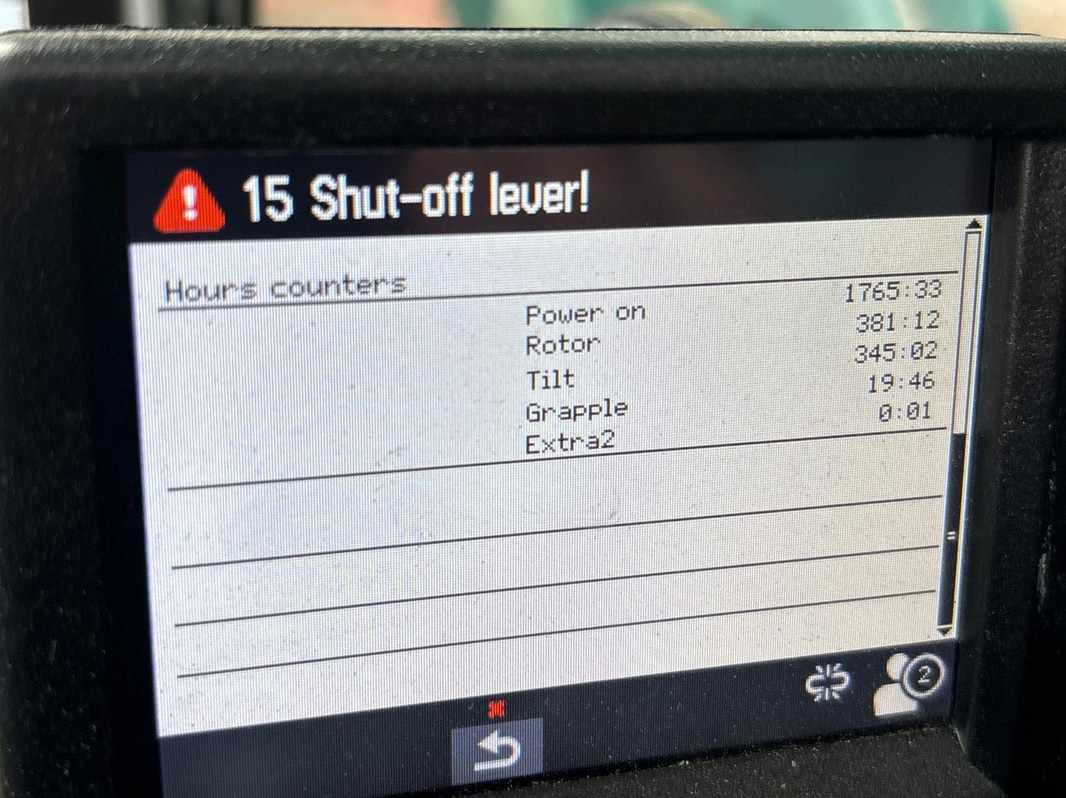 15 Shut-off lever!
Hours counters
Power on 1765:33
Rotor 381:12
Tilt 345:02
Grapple 19:46
Extra2 0:01
2